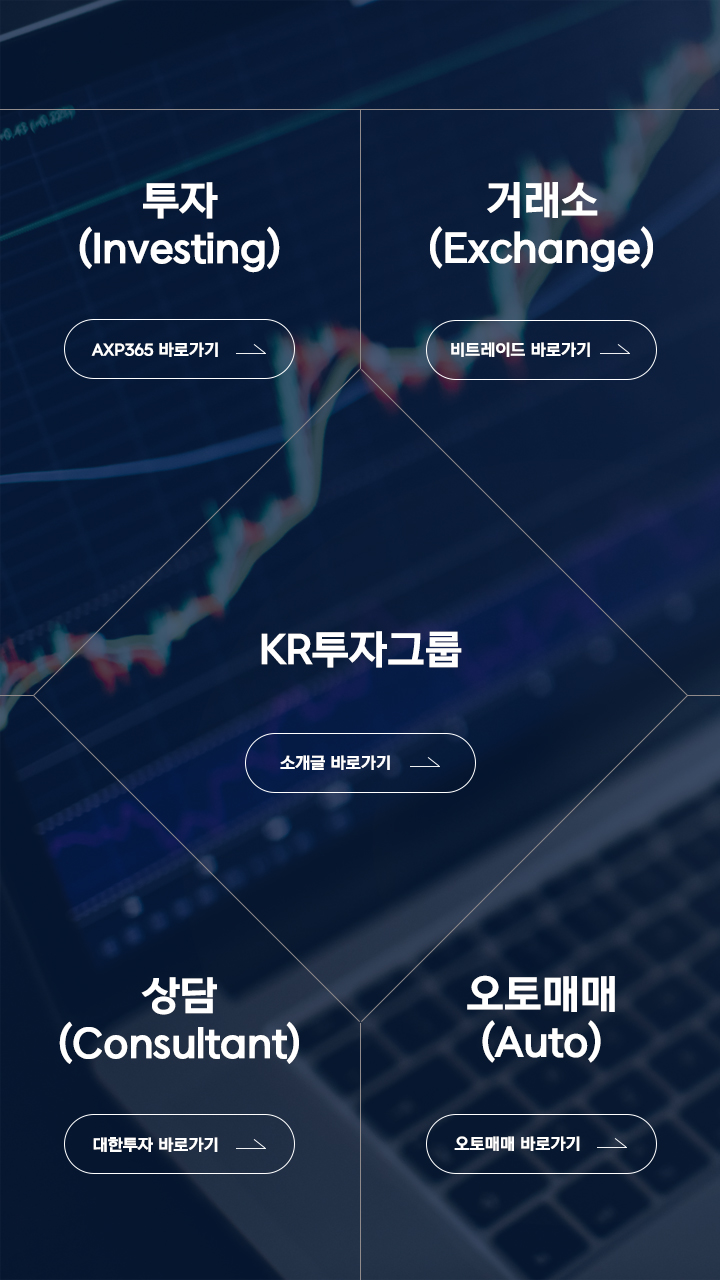 투자
(Investing)
AXP365 바로가기
거래소
(Exchange)
비트레이드 바로가기
KR투자그룹
소개글 바로가기
상담
(Consultant)
대한투자 바로가기
오토매매
(Auto)
오토매매 바로가기